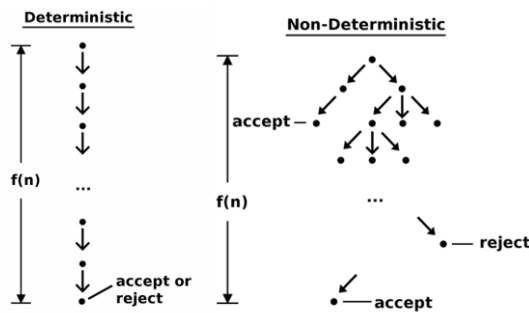 Deterministic
f(n)
...
accept or
reject
Non-Deterministic
accept
f(n)
...
reject
accept